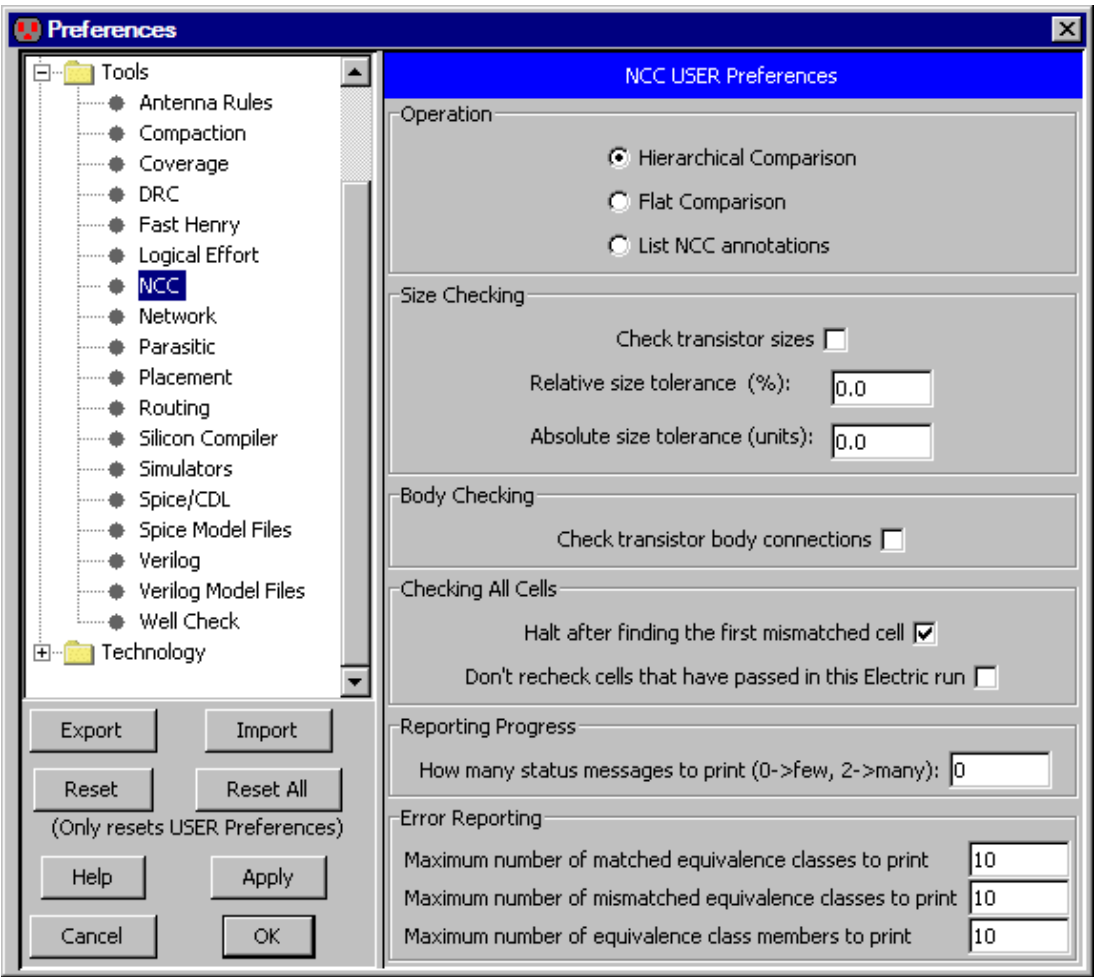 Preferences
Tools
Antenna Rules
Compaction
Coverage
DRC
Fast Henry
Logical Effort
NCC
Network
Parasitic
Placement
Routing
Silicon Compiler
Simulators
Spice/CDL
Spice Model Files
Verilog
Verilog Model Files
Well Check
Technology
Export Import
Reset Reset All
(Only resets USER Preferences)
Help Apply
Cancel OK
NCC USER Preferences
Operation
Hierarchical Comparison
Flat Comparison
List NCC annotations
Size Checking
Check transistor sizes
Relative size tolerance (%): 0.0
Absolute size tolerance (units): 0.0
Body Checking
Check transistor body connections
Checking All Cells
Halt after finding the first mismatched cell
Don't recheck cells that have passed in this Electric run
Reporting Progress
How many status messages to print (0->few, 2->many): 0
Error Reporting
Maximum number of matched equivalence classes to print 10
Maximum number of mismatched equivalence classes to print 10
Maximum number of equivalence class members to print 10